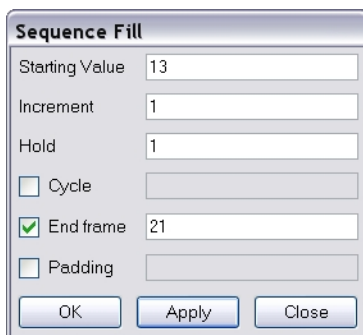 Sequence Fill
Starting Value 13
Increment 1
Hold 1
Cycle
End frame 21
Padding
OK Apply Close